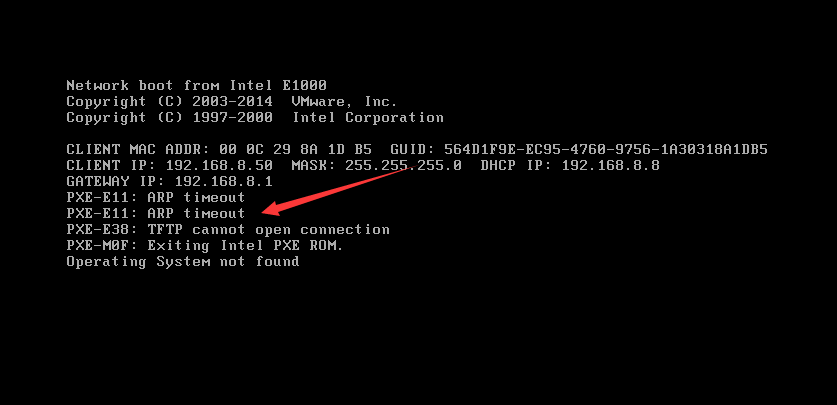 Network boot from Intel E1000
Copyright (C) 2003-2014  VMware, Inc.
Copyright (C) 1997-2000  Intel Corporation
CLIENT MAC ADDR: 00 0C 29 8A 1D B5  GUID: 564D1F9E-EC95-4760-9756-1A30318A1DB5
CLIENT IP: 192.168.8.50  MASK: 255.255.255.0  DHCP IP: 192.168.8.8
GATEWAY IP: 192.168.8.1
PXE-E11: ARP timeout
PXE-E11: ARP timeout
PXE-E38: TFTP cannot open connection
PXE-M0F: Exiting Intel PXE ROM.
Operating System not found